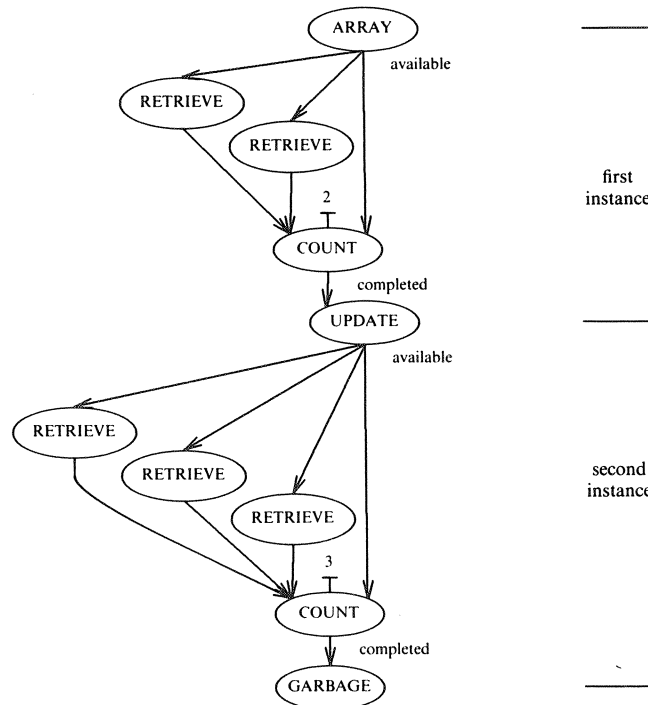 ARRAY
available
RETRIEVE
RETRIEVE
first
instance
2
COUNT
completed
UPDATE
available
RETRIEVE
RETRIEVE
second
instance
RETRIEVE
3
COUNT
completed
GARBAGE